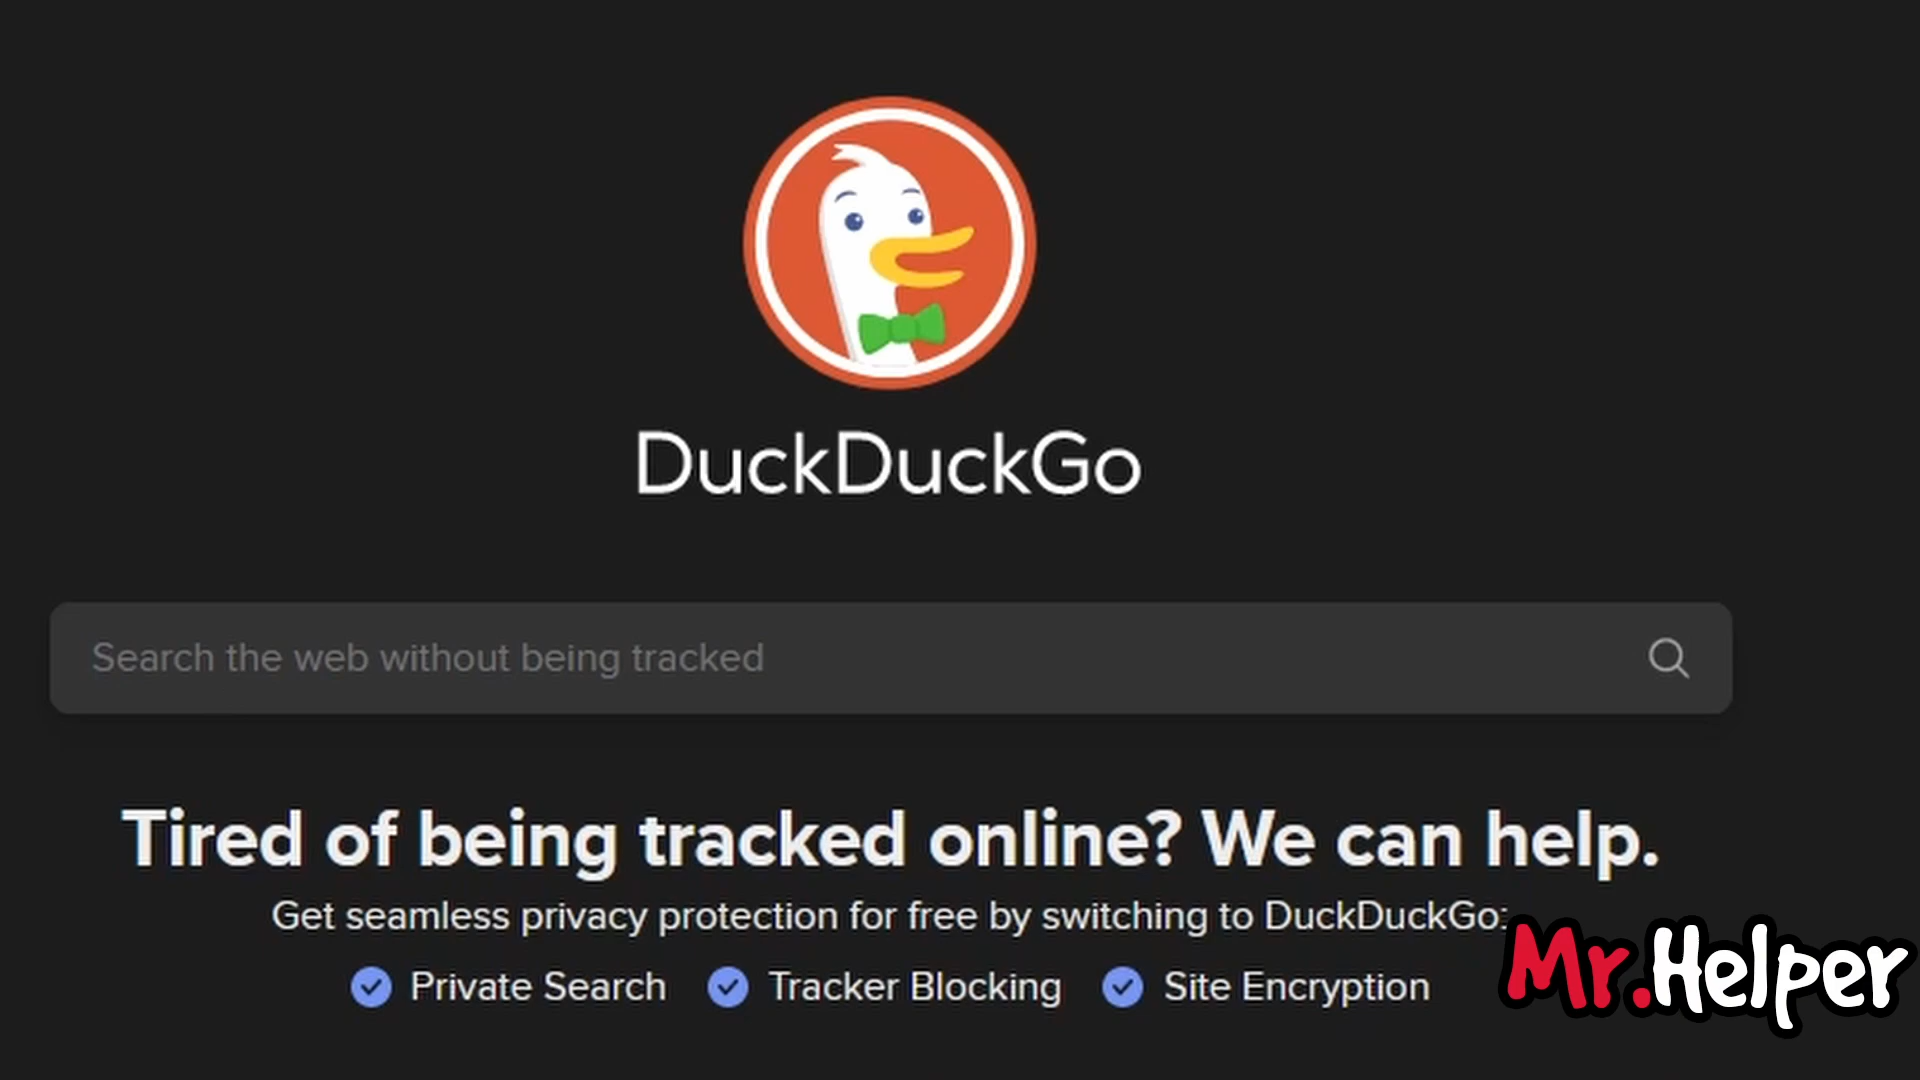 DuckDuckGo
Search the web without being tracked
Tired of being tracked online? We can help.
Get seamless privacy protection for free by switching to DuckDuckGo:
Private Search Tracker Blocking Site Encryption
Mr.Helper